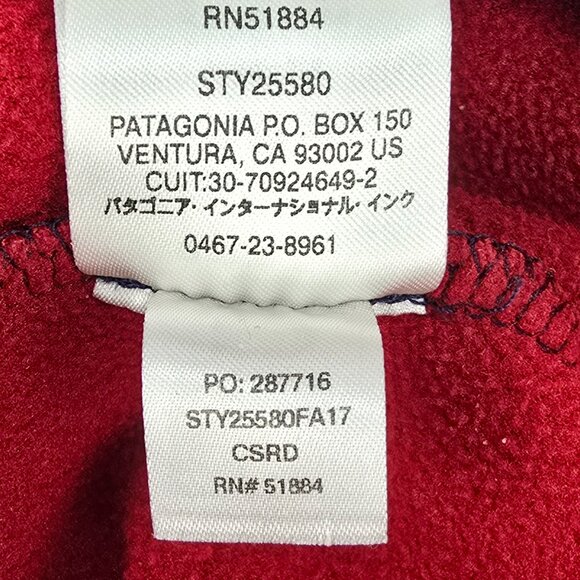 RN51884
STY25580
PATAGONIA P.O. BOX 150
VENTURA, CA 93002 US
CUIT:30-70924649-2
パタゴニア・インターナショナル・インク
0467-23-8961
PO: 287716
STY25580FA17
CSRD
RN# 51884